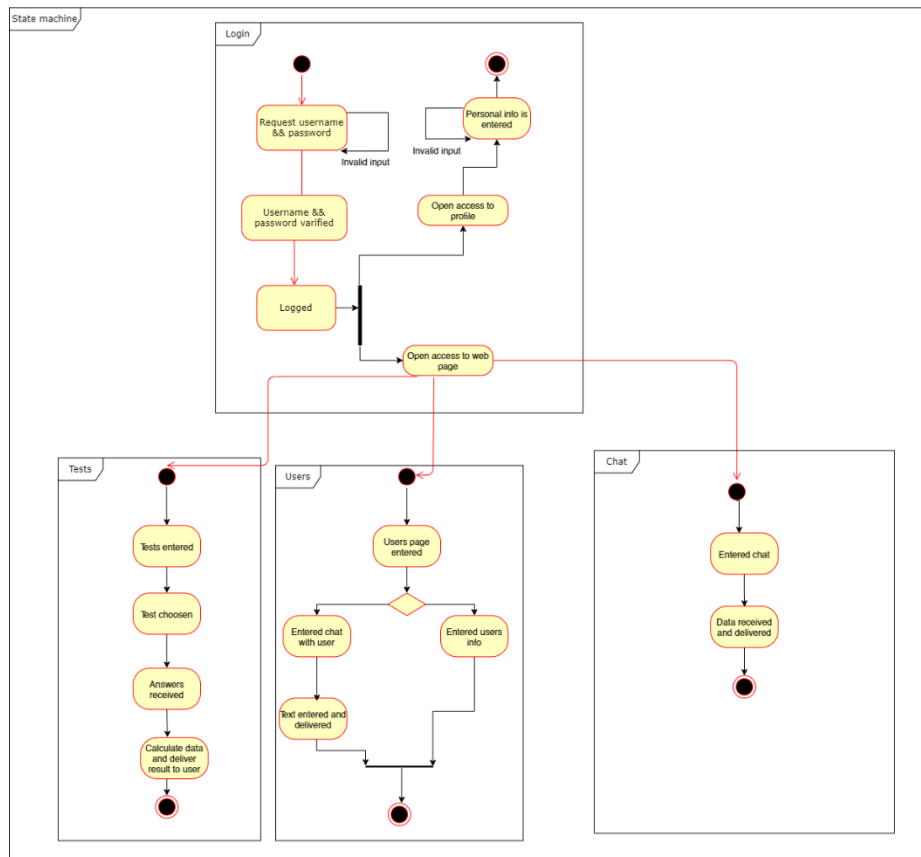 State machine
Login
Request username
&& password
Invalid input
Personal info is
entered
Invalid input
Username &&
password varified
Open access to
profile
Logged
Open access to web
page
Tests
Tests entered
Test choosen
Answers
received
Calculate data
and deliver
result to user
Users
Users page
entered
Entered chat
with user
Entered users
info
Text entered and
delivered
Chat
Entered chat
Data received
and delivered